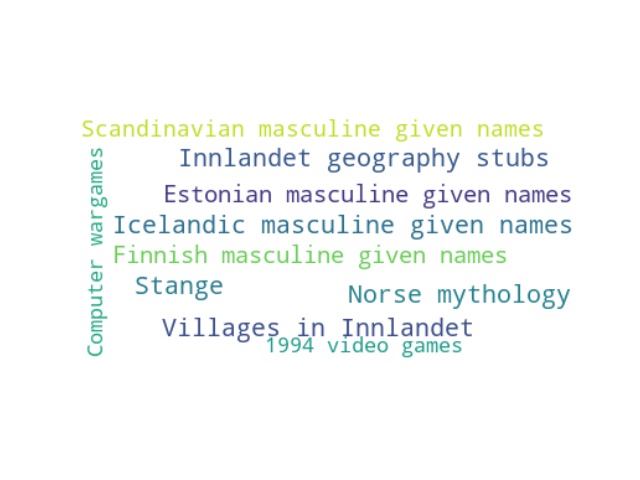 Scandinavian masculine given names
Innlandet geography stubs
Computer wargames
Estonian masculine given names
Icelandic masculine given names
Finnish masculine given names
Stange
Norse mythology
Villages in Innlandet
1994 video games